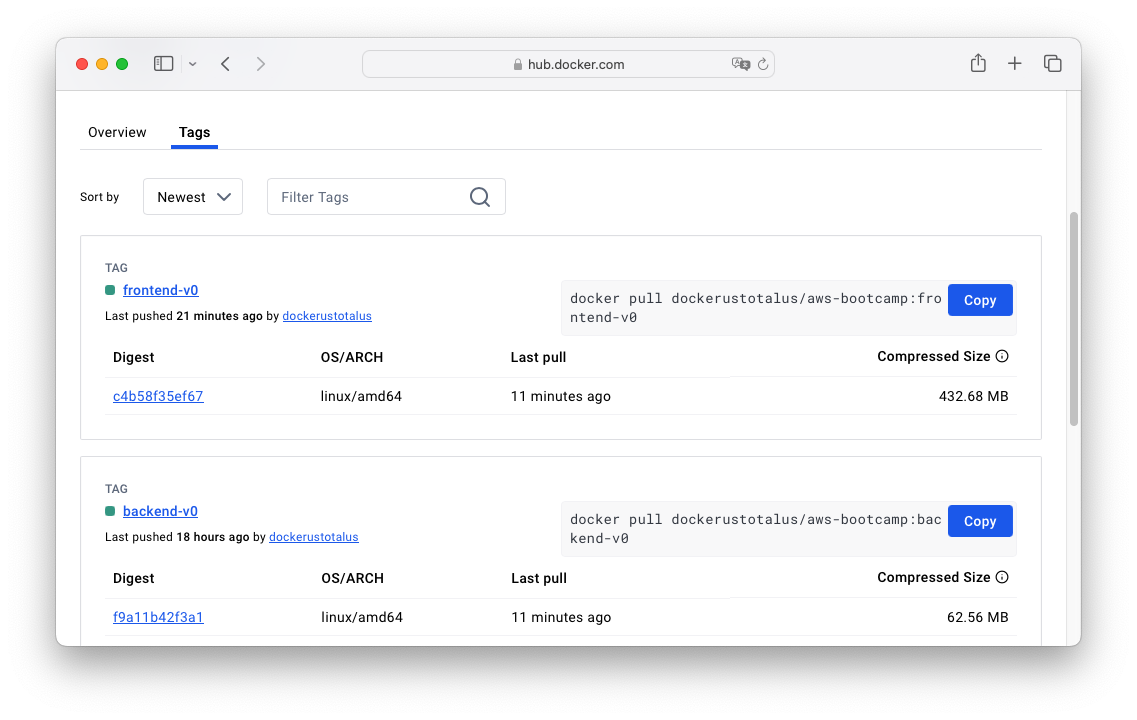 hub.docker.com
Overview Tags
Sort by Newest Filter Tags
TAG
frontend-v0
Last pushed 21 minutes ago by dockerustotalus
docker pull dockerustotalus/aws-bootcamp:fro
ntend-v0
Copy
Digest OS/ARCH Last pull Compressed Size
c4b58f35ef67 linux/amd64 11 minutes ago 432.68 MB
TAG
backend-v0
Last pushed 18 hours ago by dockerustotalus
docker pull dockerustotalus/aws-bootcamp:bac
kend-v0
Copy
Digest OS/ARCH Last pull Compressed Size
f9a11b42f3a1 linux/amd64 11 minutes ago 62.56 MB